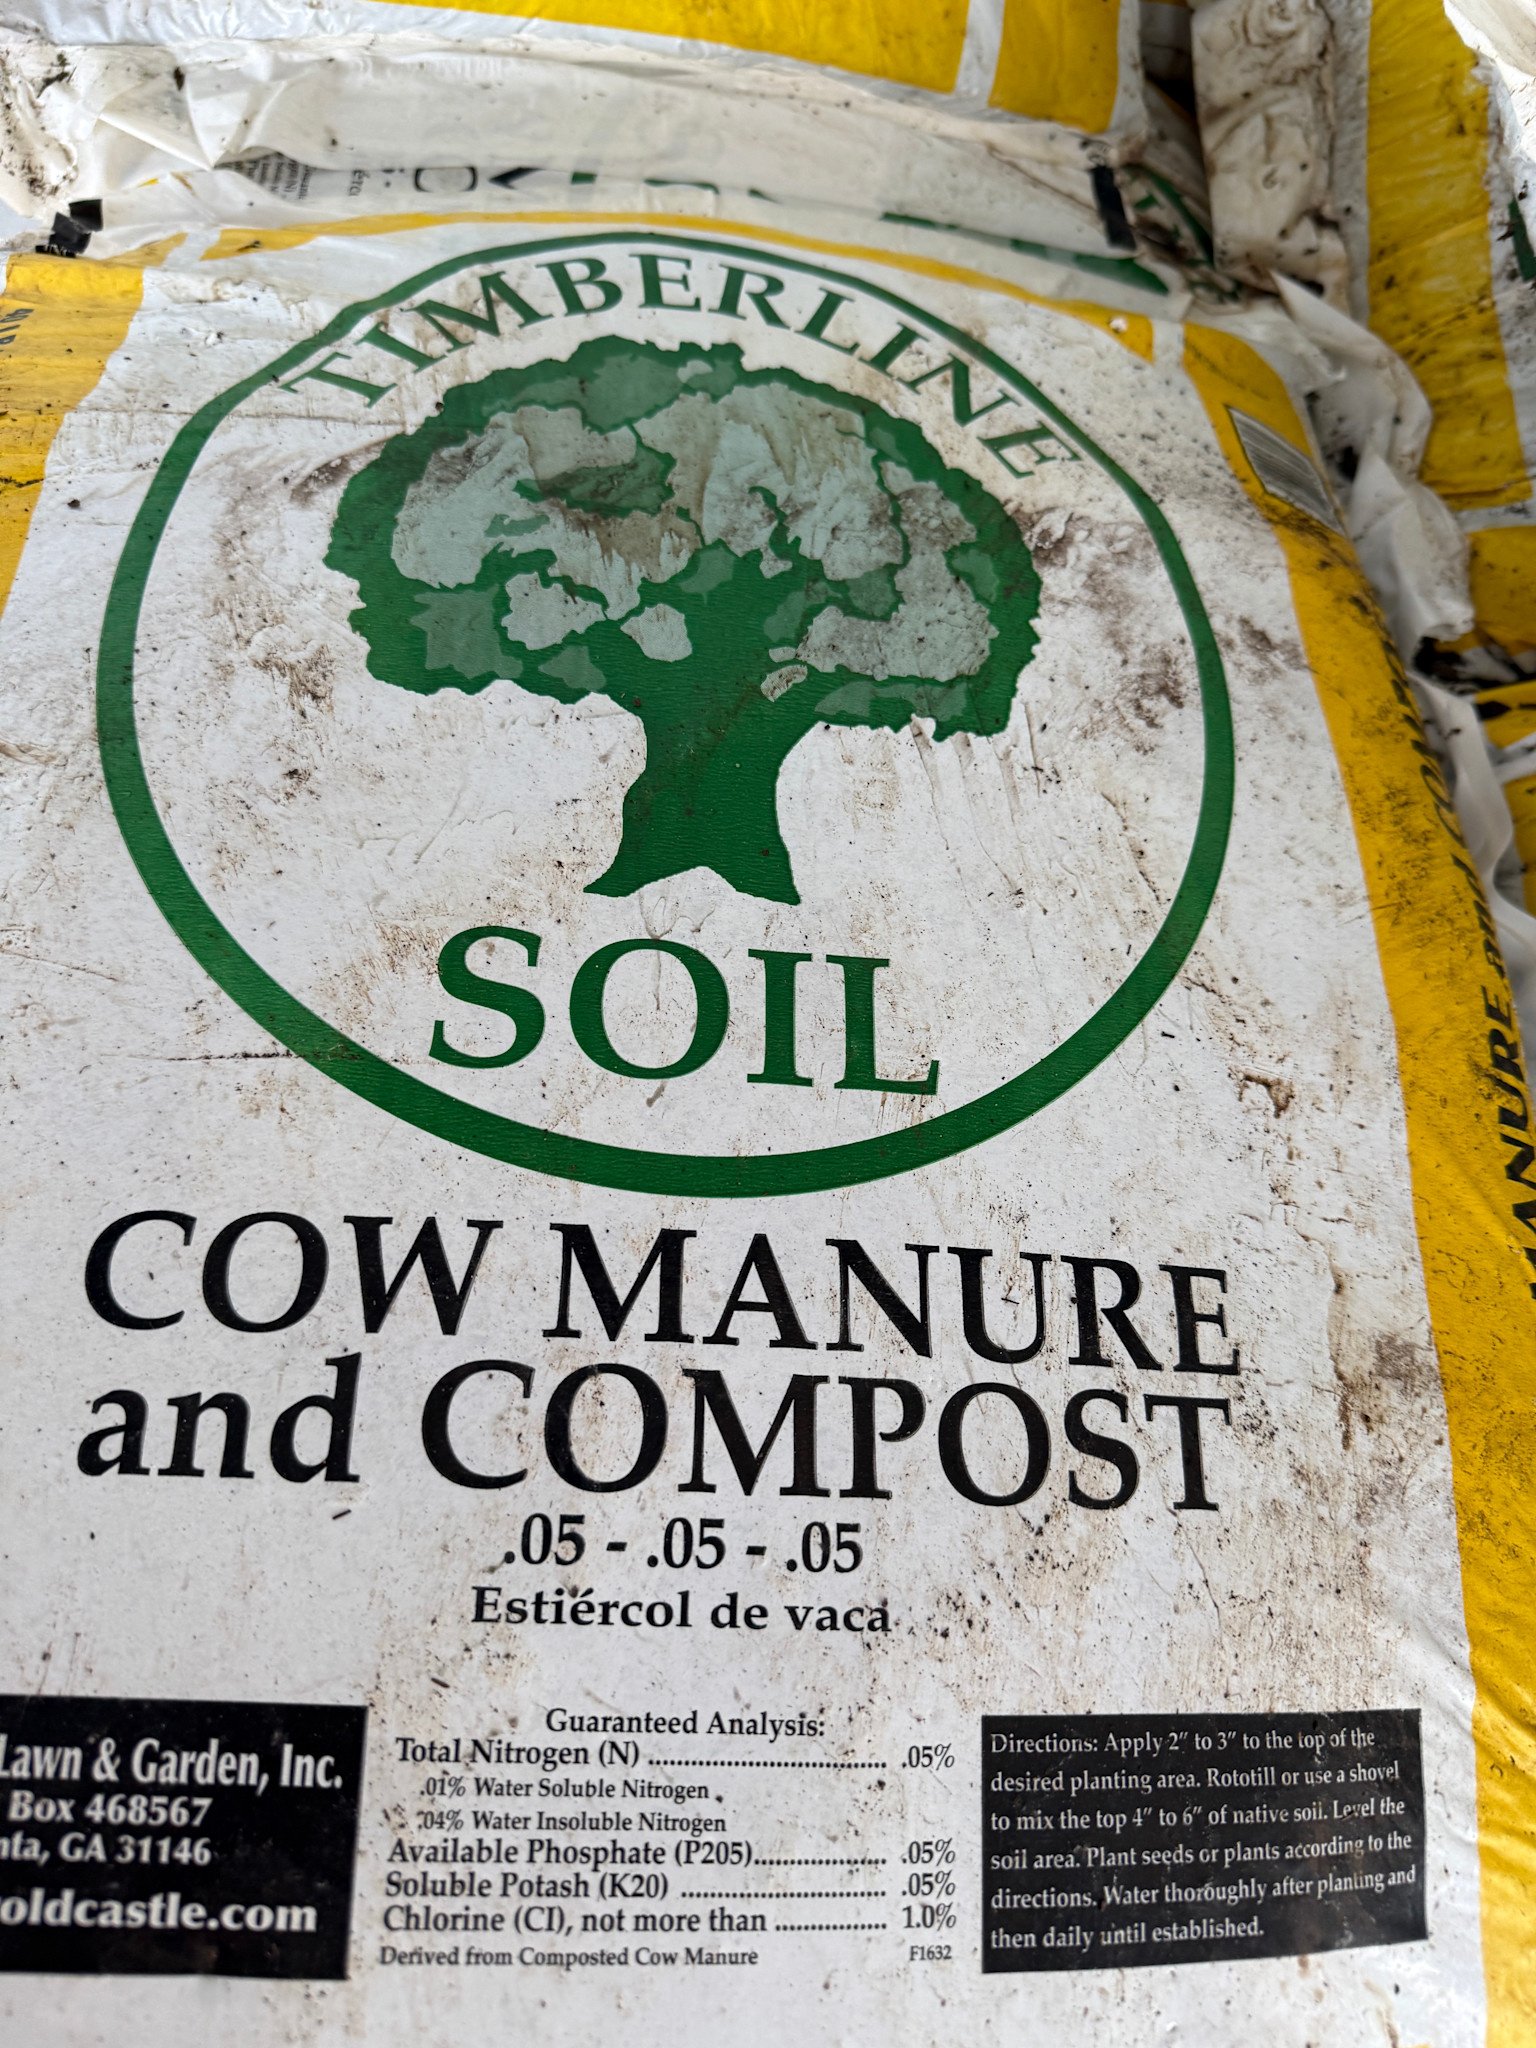 TIMBERLINE
SOIL
COW MANURE
and COMPOST
.05 - .05 - .05
Estiércol de vaca
Lawn & Garden, Inc.
Box 468567
GA 31146
oldcastle.com
Guaranteed Analysis:
Total Nitrogen (N) ........................................ .05%
.01% Water Soluble Nitrogen
.04% Water Insoluble Nitrogen
Available Phosphate (P205)...................... .05%
Soluble Potash (K20) .................................. .05%
Chlorine (CI), not more than .................. 1.0%
Derived from Composted Cow Manure F1632
Directions: Apply 2" to 3" to the top of the
desired planting area. Rototill or use a shovel
to mix the top 4" to 6" of native soil. Level the
soil area. Plant seeds or plants according to the
directions. Water thoroughly after planting and
then daily until established.
ANURE and CO